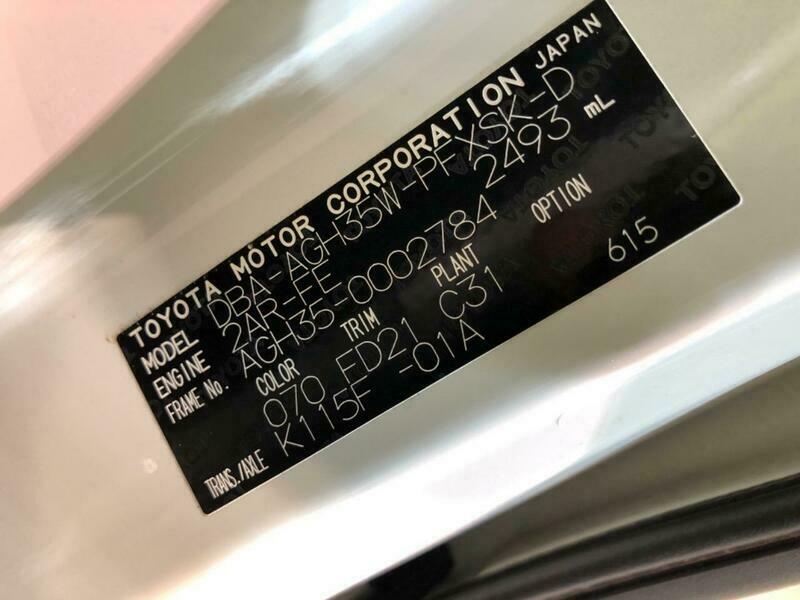 TOYOTA MOTOR CORPORATION JAPAN
MODEL DBA-AGH35W-PFXSK-D
ENGINE 2AR-FE 2493 mL
FRAME No. AGH35-0002784
COLOR TRIM PLANT OPTION
070 FD21 C31 615
TRANS./AXLE K115F -01A